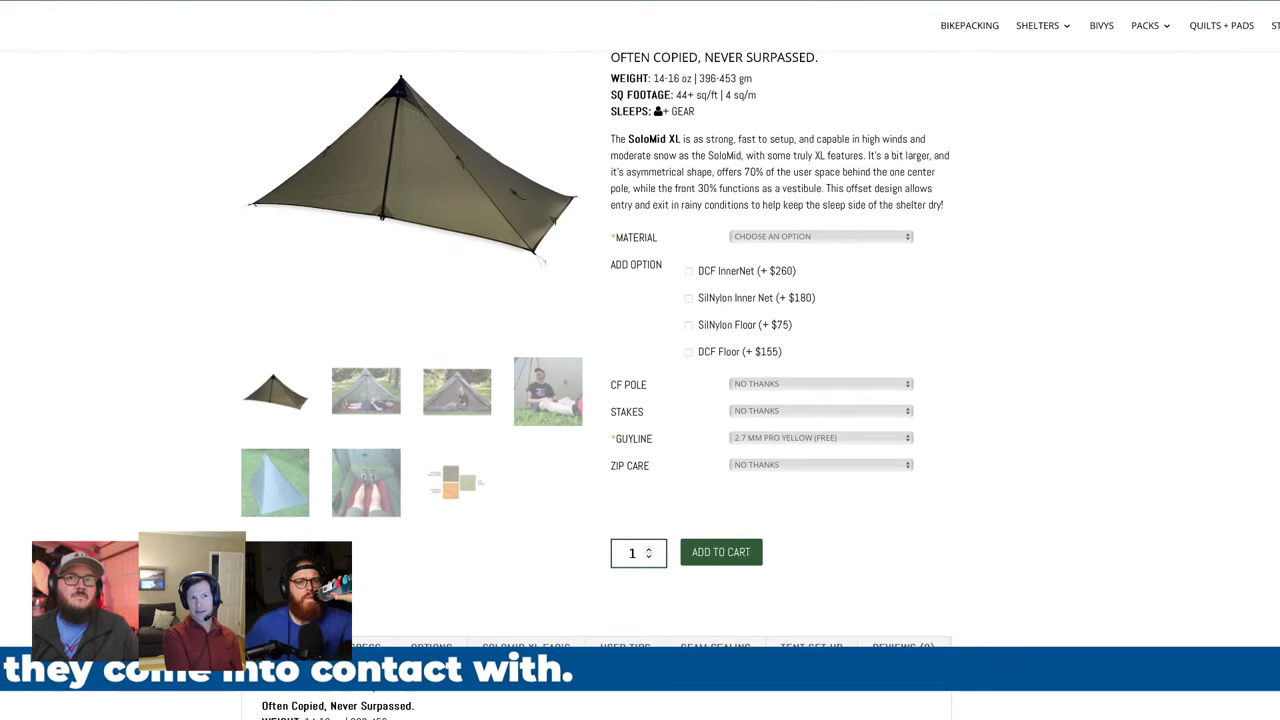 BIKEPACKING SHELTERS BIVYS PACKS QUILTS + PADS ST
OFTEN COPIED, NEVER SURPASSED.
WEIGHT: 14-16 oz | 396-453 gm
SQ FOOTAGE: 44+ sq/ft | 4 sq/m
SLEEPS: + GEAR
The SoloMid XL is as strong, fast to setup, and capable in high winds and
moderate snow as the SoloMid, with some truly XL features. It's a bit larger, and
it's asymmetrical shape, offers 70% of the user space behind the one center
pole, while the front 30% functions as a vestibule. This offset design allows
entry and exit in rainy conditions to help keep the sleep side of the shelter dry!
*MATERIAL CHOOSE AN OPTION
ADD OPTION
DCF InnerNet (+ $260)
SilNylon Inner Net (+ $180)
SilNylon Floor (+ $75)
DCF Floor (+ $155)
CF POLE NO THANKS
STAKES NO THANKS
*GUYLINE 2.7 MM PRO YELLOW (FREE)
ZIP CARE NO THANKS
1 ADD TO CART
OPTIONS SOLOMID XL FAQ'S USER TIPS SEAM SEALING TENT SET UP REVIEWS (0)
they come into contact with.
Often Copied, Never Surpassed.